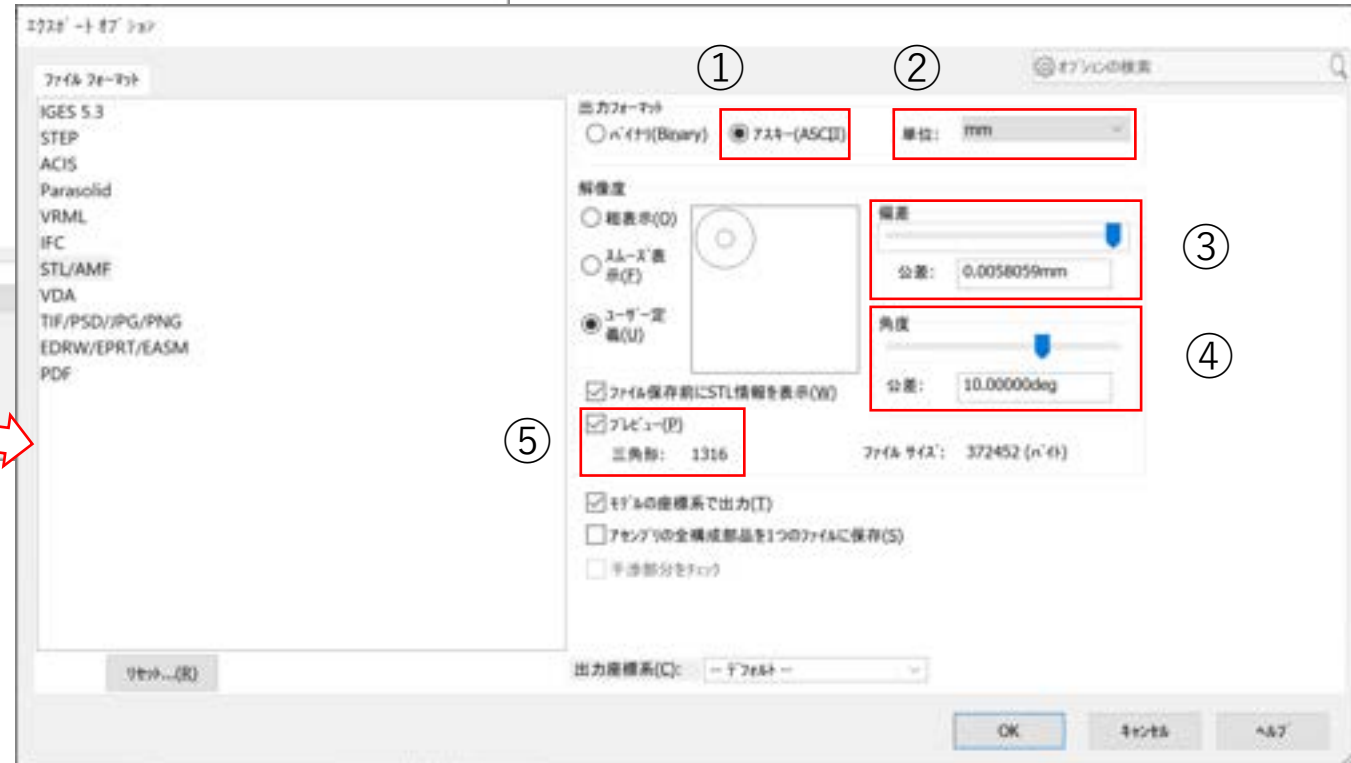 エクスポート オプション
ファイル フォーマット
① ②
オプションの検索
IGES 5.3
STEP
ACIS
Parasolid
VRML
IFC
STL/AMF
VDA
TIF/PSD/JPG/PNG
EDRW/EPRT/EASM
PDF
出力フォーマット
バイナリ(Binary) アスキー(ASCII) 単位: mm
解像度
粗表示(O)
スムーズ表
示(F)
ユーザー定
義(U)
偏差
公差: 0.0058059mm
③
角度
公差: 10.00000deg
④
ファイル保存前にSTL情報を表示(W)
⑤
プレビュー(P)
三角形: 1316 ファイル サイズ: 372452 (バイト)
モデルの座標系で出力(T)
アセンブリの全構成部品を1つのファイルに保存(S)
干渉部分をチェック
リセット...(R)
出力座標系(C): -- デフォルト --
OK キャンセル ヘルプ